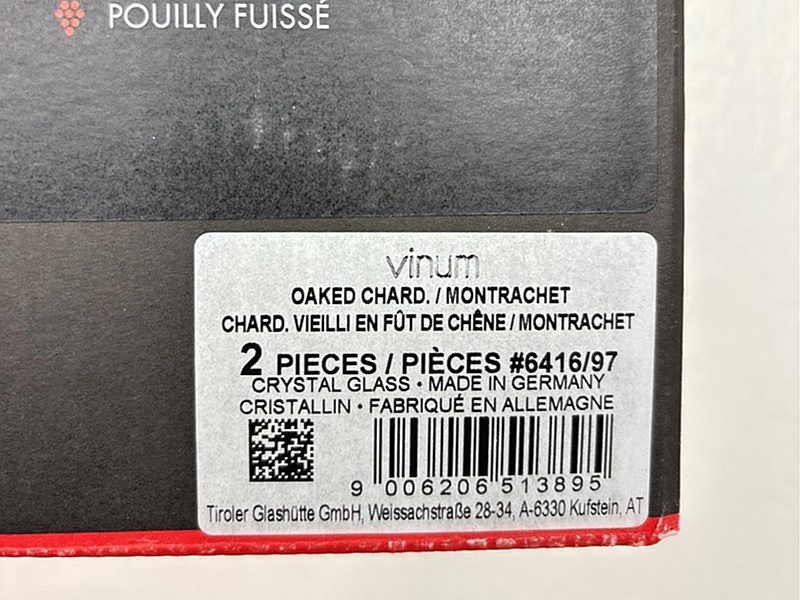 POUILLY FUISSÉ
vinum
OAKED CHARD. / MONTRACHET
CHARD. VIEILLI EN FÛT DE CHÊNE / MONTRACHET
2 PIECES / PIÈCES #6416/97
CRYSTAL GLASS • MADE IN GERMANY
CRISTALLIN • FABRIQUÉ EN ALLEMAGNE
9 006206 513895
Tiroler Glashütte GmbH, Weissachstraße 28-34, A-6330 Kufstein, AT